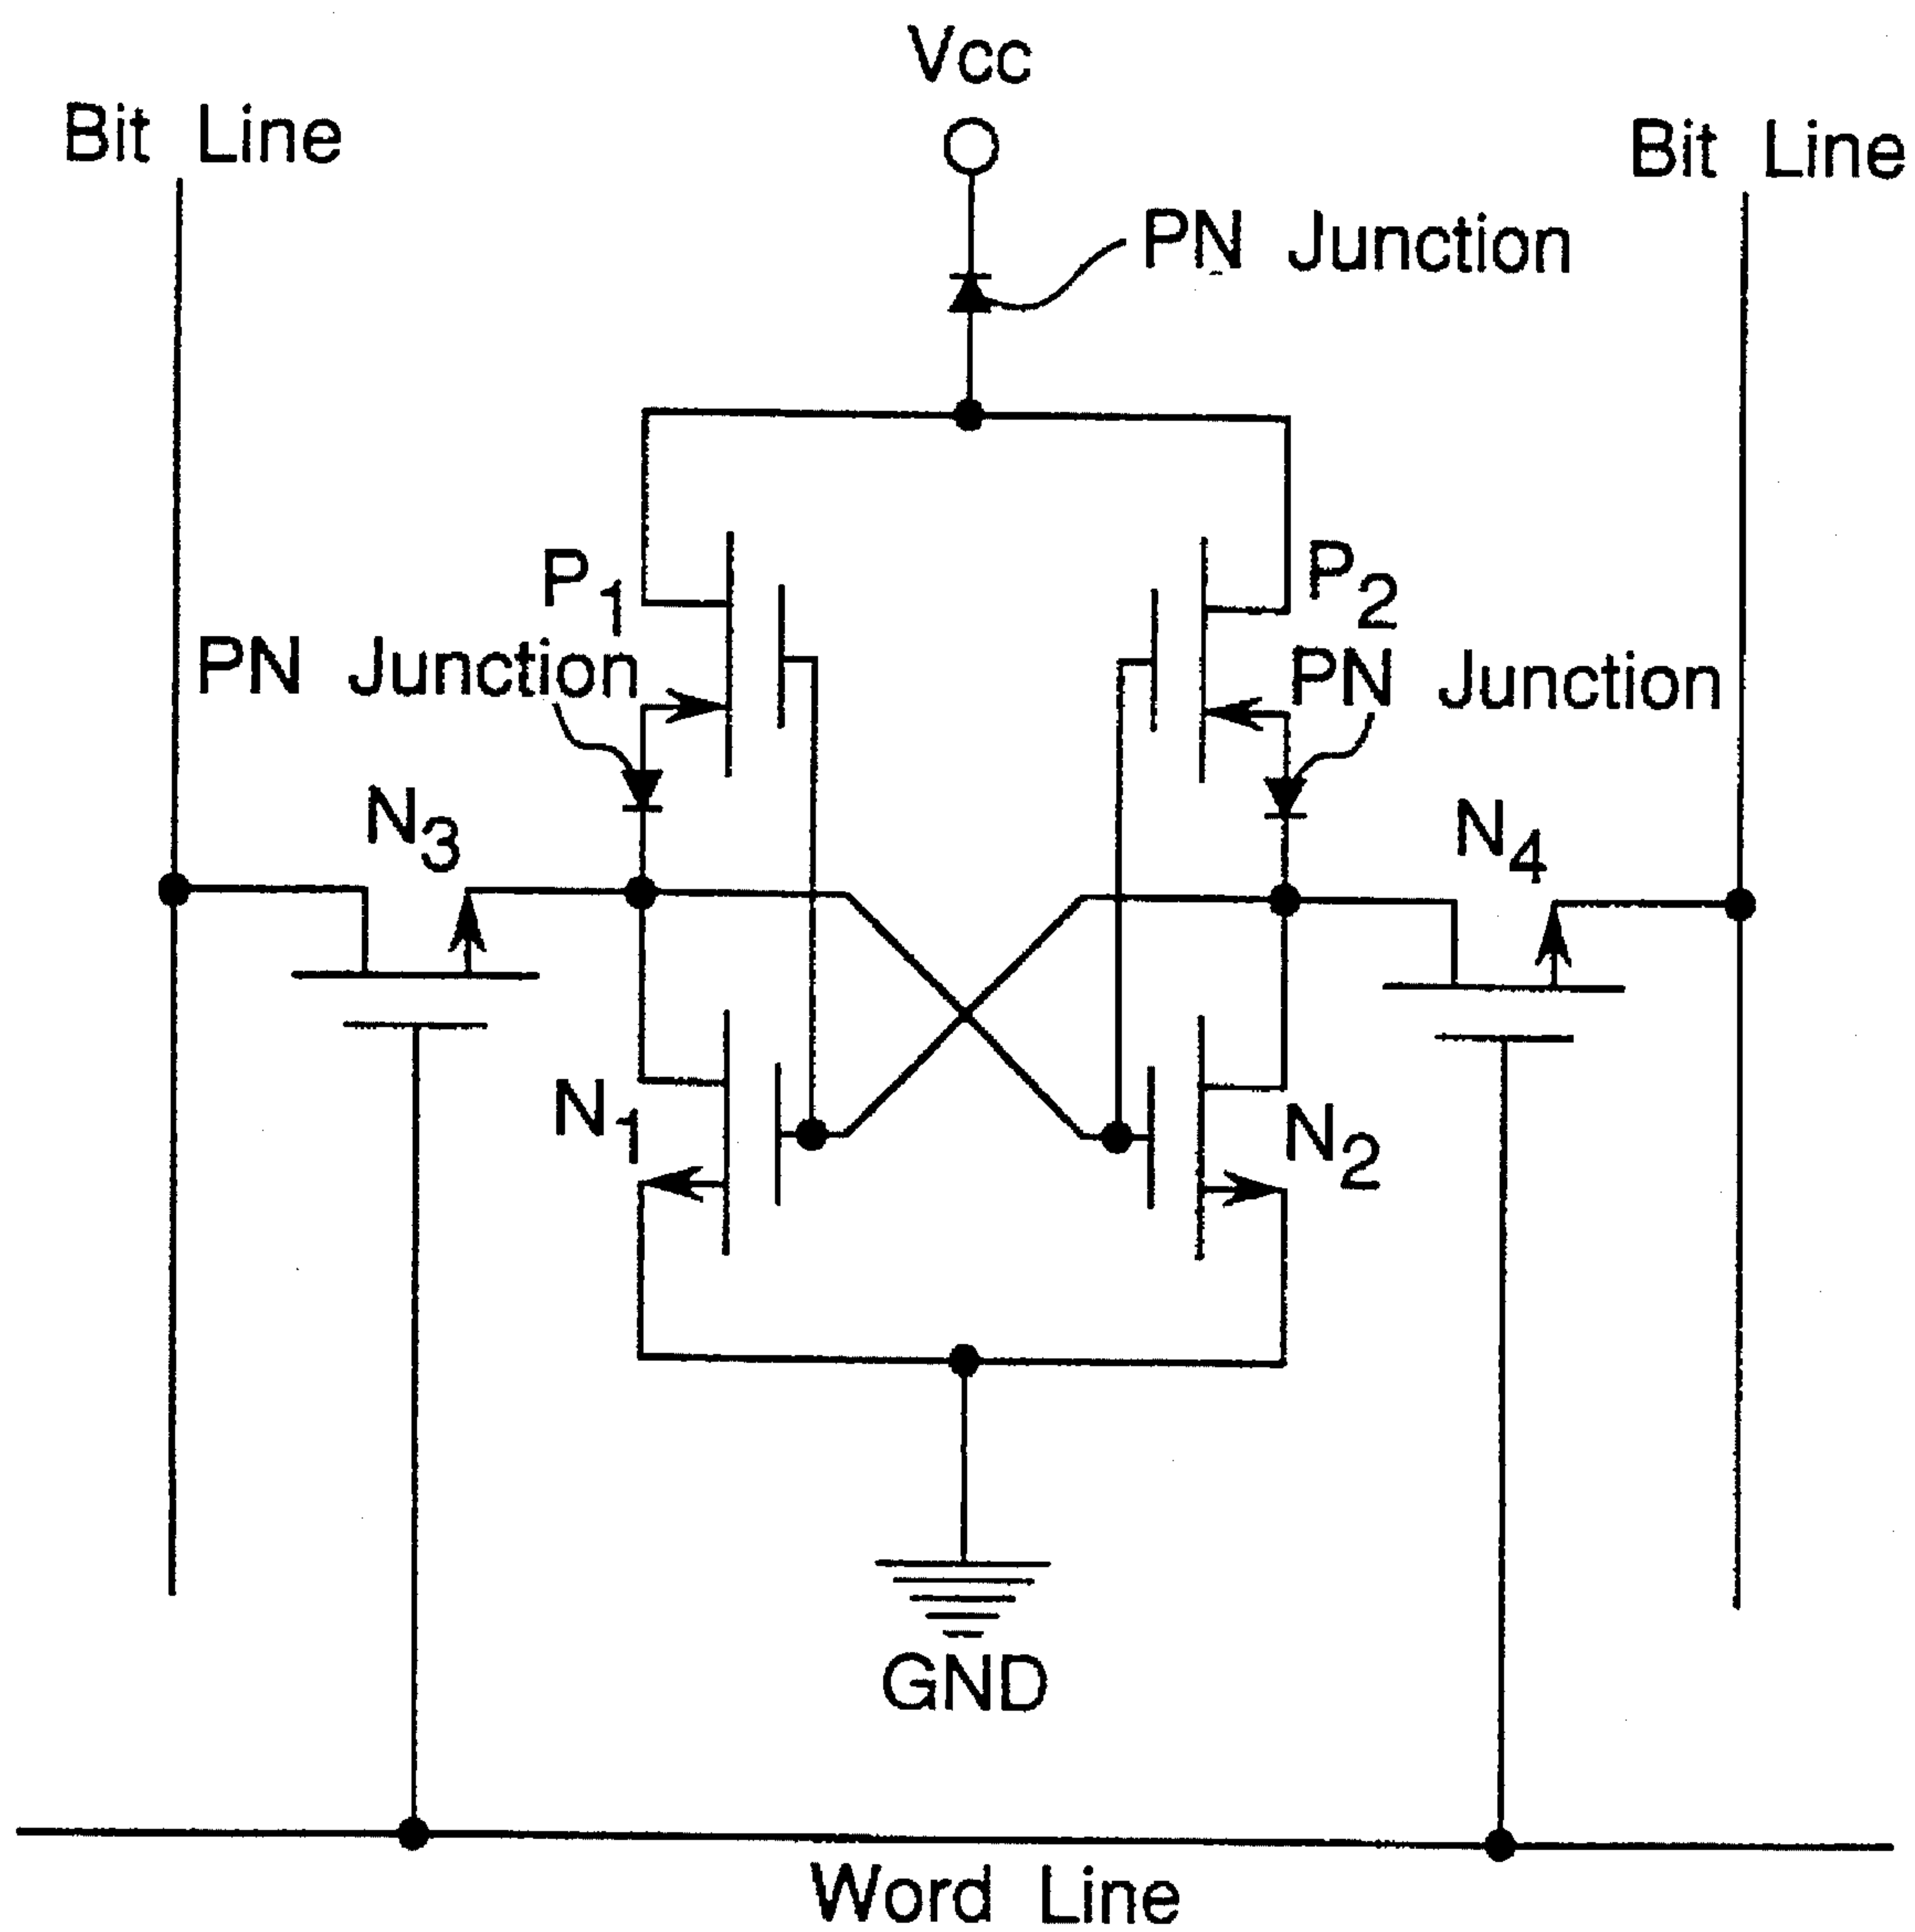 Vcc
Bit Line
Bit Line
PN Junction
P1
P2
PN Junction
PN Junction
N3
N4
N1
N2
GND
Word Line